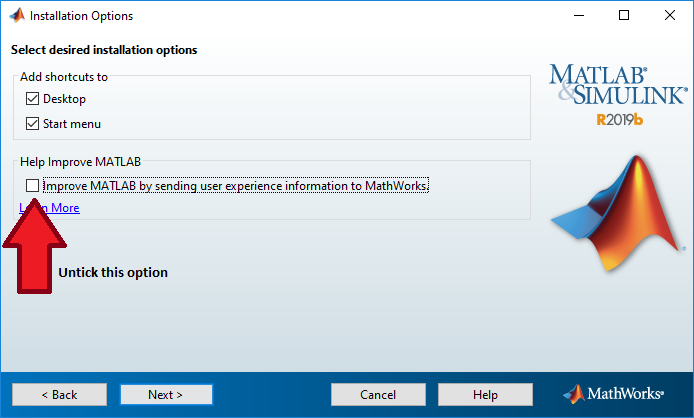 Installation Options
Select desired installation options
Add shortcuts to
Desktop
Start menu
Help Improve MATLAB
Improve MATLAB by sending user experience information to MathWorks.
Learn More
Untick this option
MATLAB®
&SIMULINK®
R2019b
®
< Back
Next >
Cancel
Help
MathWorks®